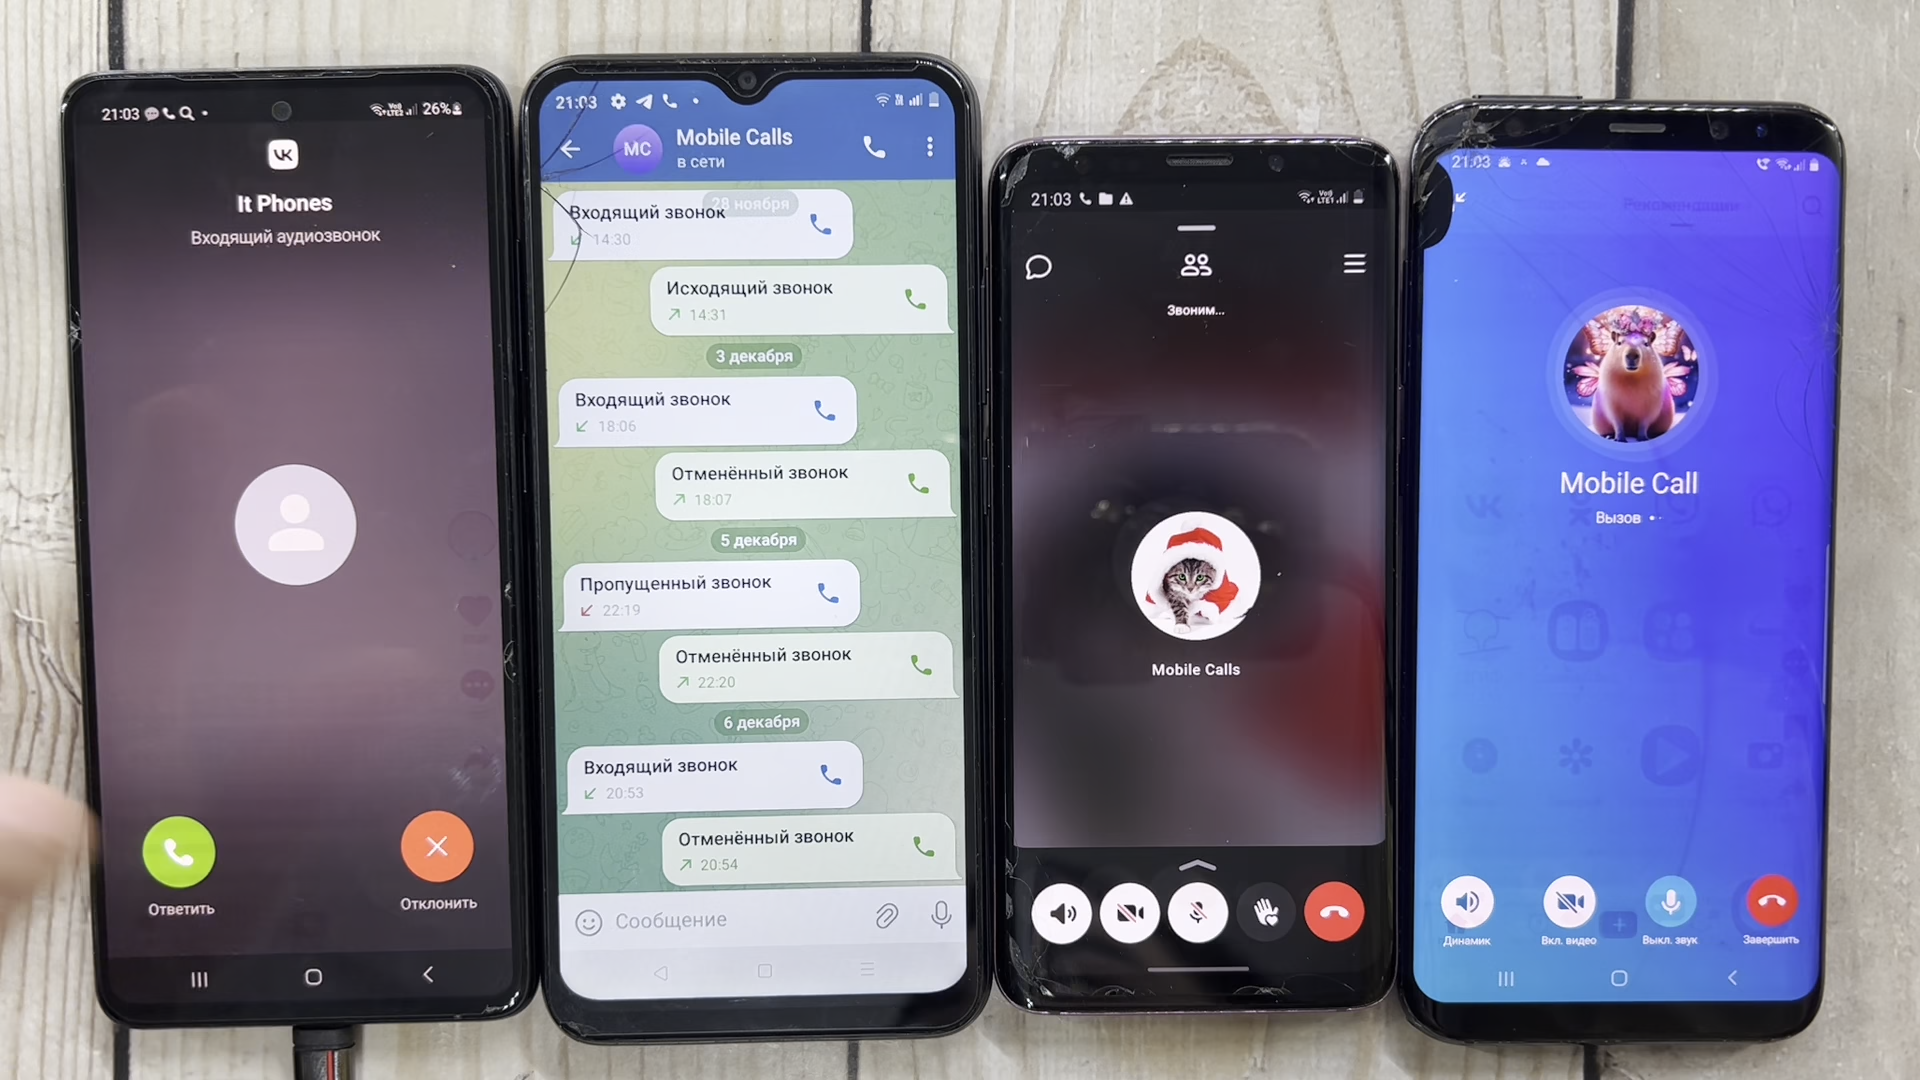 21:03
26%
VK
It Phones
Входящий аудиозвонок
Ответить
Отклонить
21:03
MC
Mobile Calls
в сети
28 ноября
Входящий звонок
14:30
Исходящий звонок
14:31
3 декабря
Входящий звонок
18:06
Отменённый звонок
18:07
5 декабря
Пропущенный звонок
22:19
Отменённый звонок
22:20
6 декабря
Входящий звонок
20:53
Отменённый звонок
20:54
Сообщение
21:03
Звоним...
Mobile Calls
21:03
Рекомендации
Mobile Call
Вызов
Динамик
Вкл. видео
Выкл. звук
Завершить